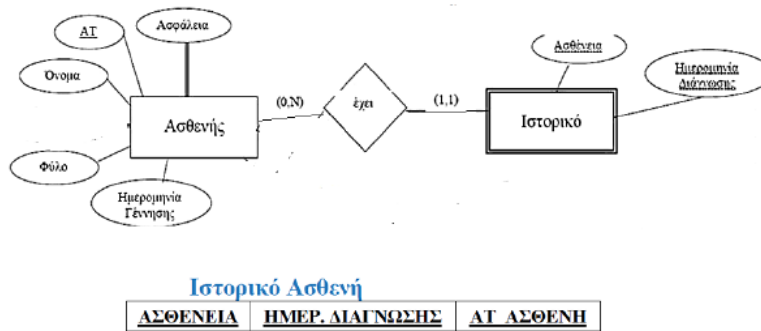 Ασφάλεια
ΑΤ
Όνομα
Ασθενής
Φύλο
Ημερομηνία
Γέννησης
(0,N)
έχει
(1,1)
Ασθένεια
Ημερομηνία
Διάγνωσης
Ιστορικό
Ιστορικό Ασθενή
ΑΣΘΕΝΕΙΑ ΗΜΕΡ. ΔΙΑΓΝΩΣΗΣ ΑΤ ΑΣΘΕΝΗ